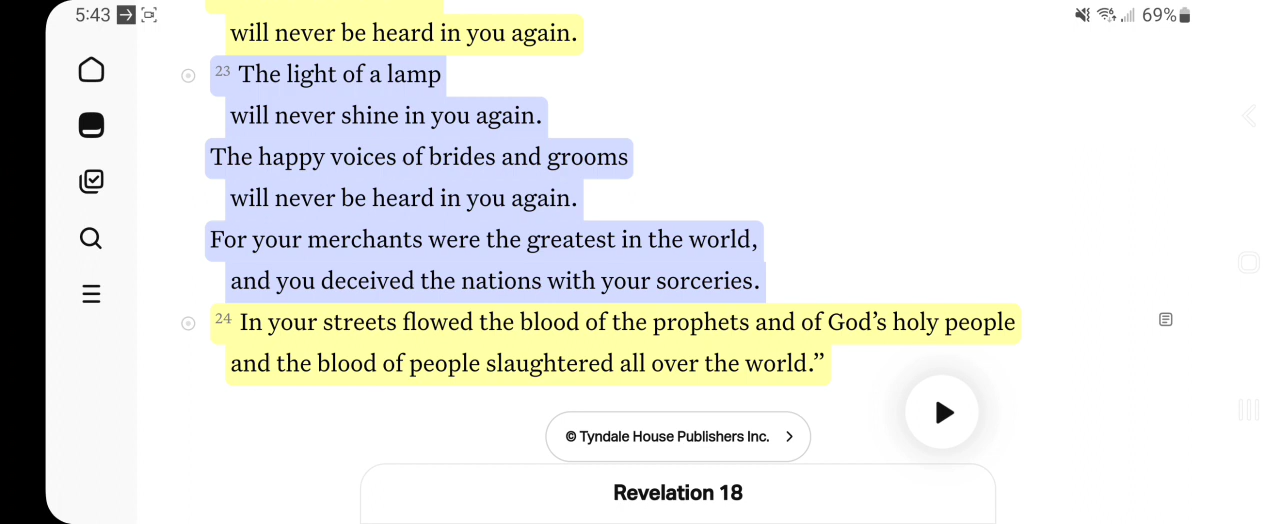 5:43
69%
will never be heard in you again.
23 The light of a lamp
will never shine in you again.
The happy voices of brides and grooms
will never be heard in you again.
For your merchants were the greatest in the world,
and you deceived the nations with your sorceries.
24 In your streets flowed the blood of the prophets and of God’s holy people
and the blood of people slaughtered all over the world.”
© Tyndale House Publishers Inc.
Revelation 18